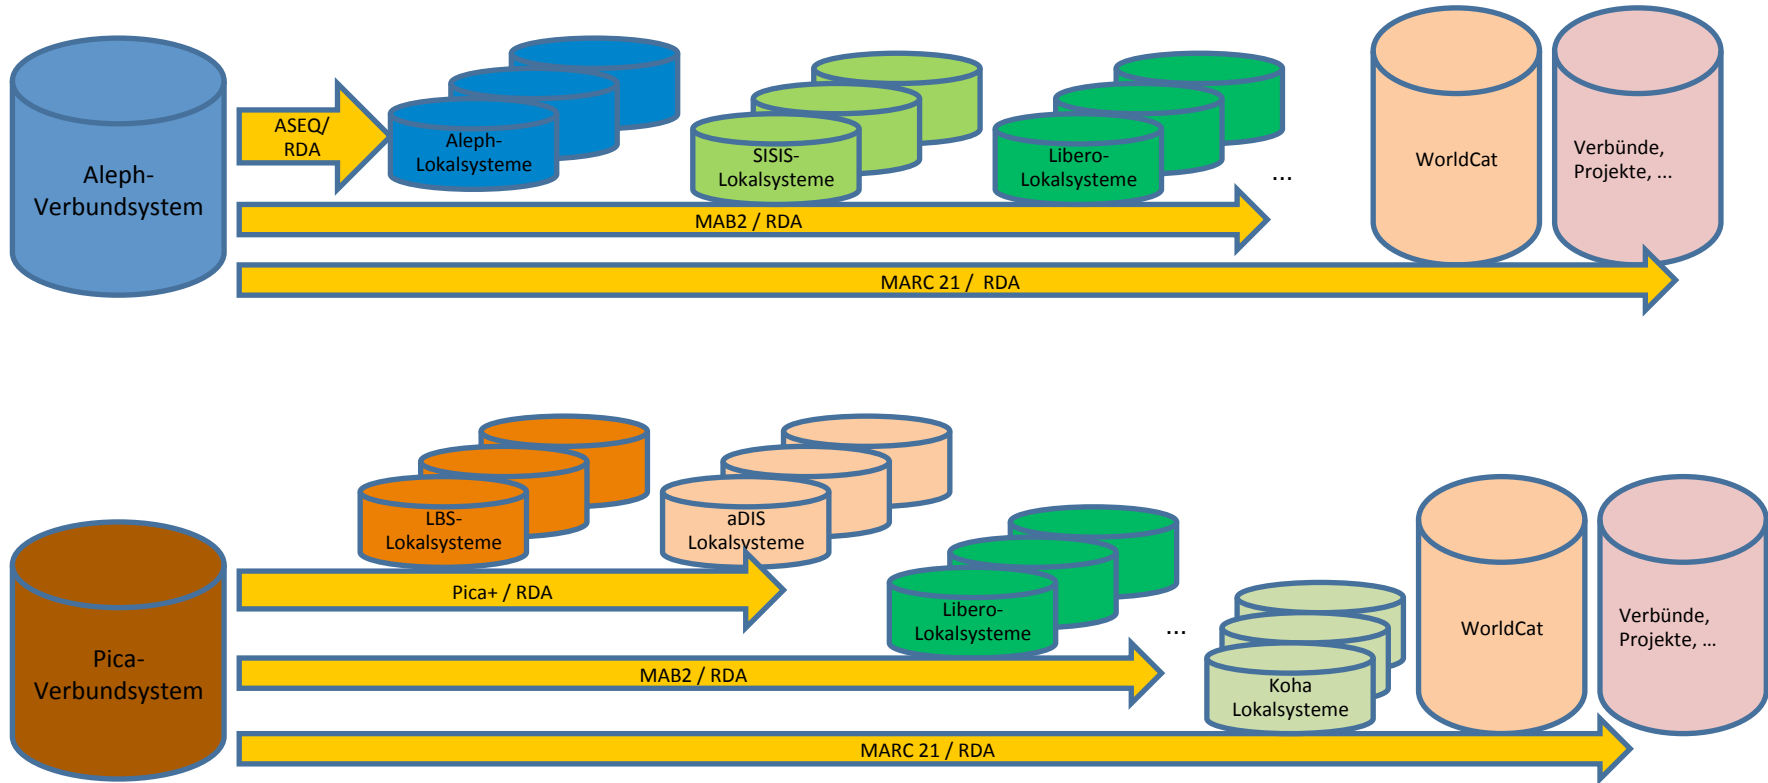 Aleph-
Verbundsystem
ASEQ/
RDA
Aleph-
Lokalsysteme
SISIS-
Lokalsysteme
Libero-
Lokalsysteme
...
WorldCat
Verbünde,
Projekte, ...
MAB2 / RDA
MARC 21 / RDA
Pica-
Verbundsystem
LBS-
Lokalsysteme
aDIS
Lokalsysteme
Pica+ / RDA
Libero-
Lokalsysteme
...
MAB2 / RDA
Koha
Lokalsysteme
WorldCat
Verbünde,
Projekte, ...
MARC 21 / RDA